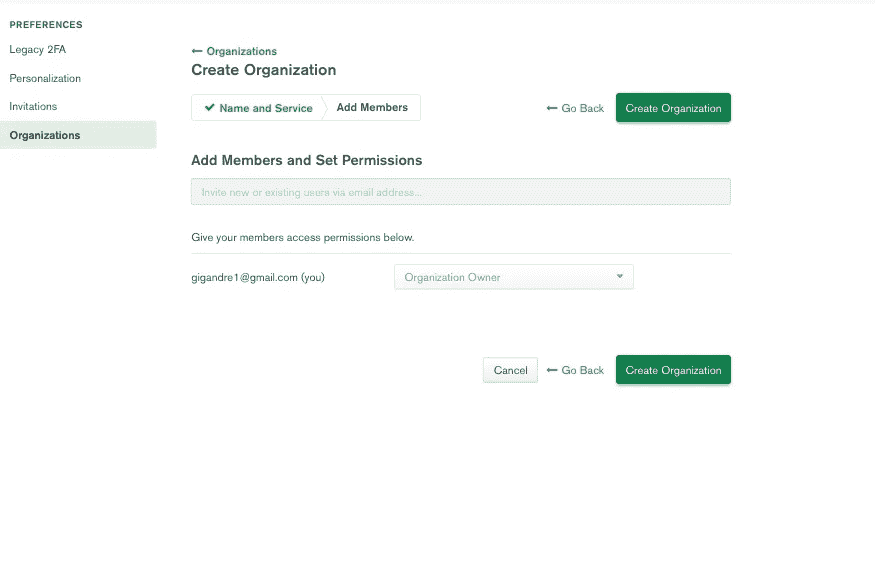 PREFERENCES
Legacy 2FA
Personalization
Invitations
Organizations
← Organizations
Create Organization
✔ Name and Service
Add Members
← Go Back
Create Organization
Add Members and Set Permissions
Invite new or existing users via email address...
Give your members access permissions below.
gigandre1@gmail.com (you)
Organization Owner
Cancel
← Go Back
Create Organization